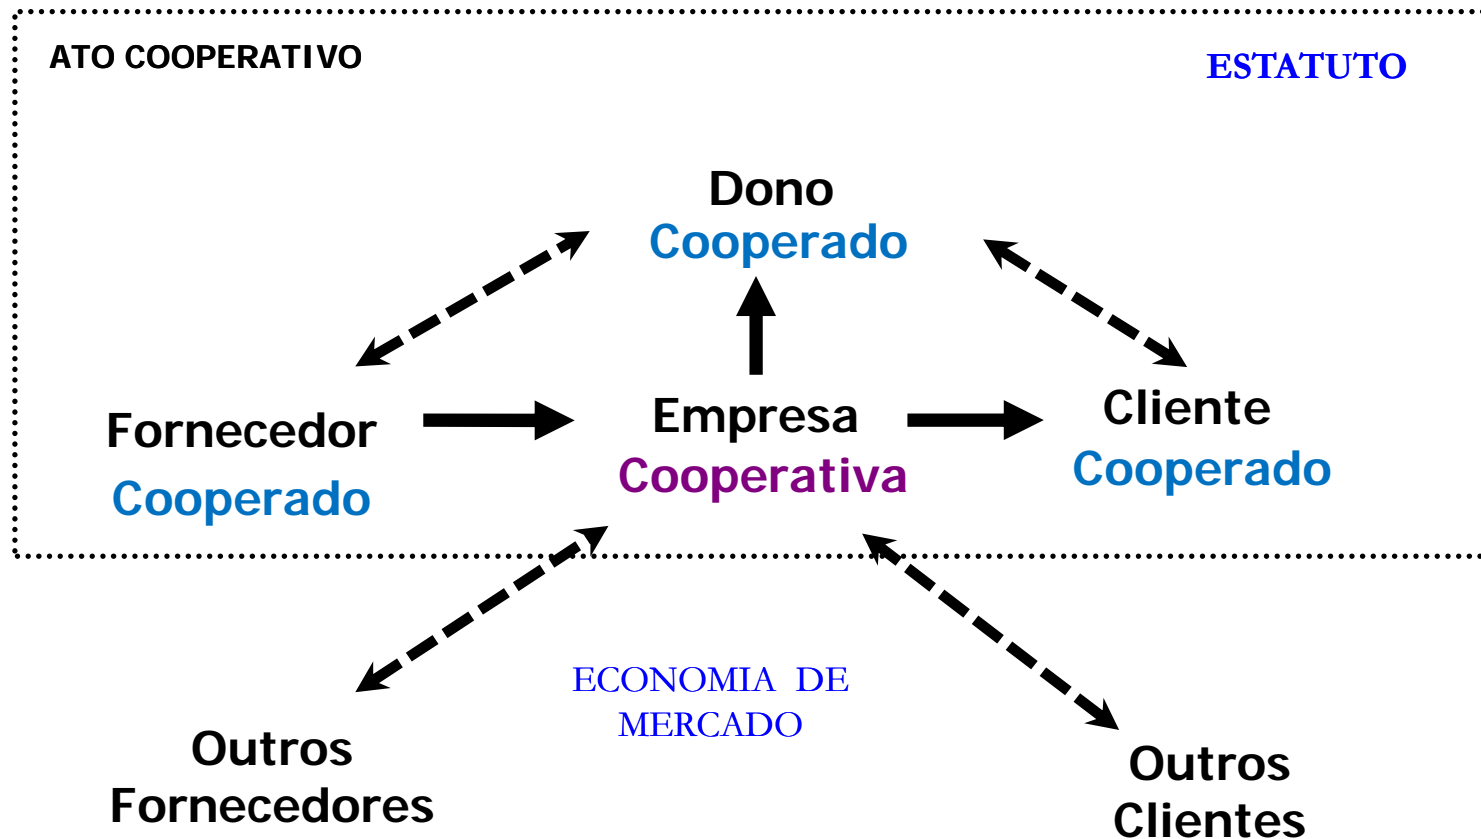 ATO COOPERATIVO
ESTATUTO
Dono
Cooperado
Fornecedor
Cooperado
Empresa
Cooperativa
Cliente
Cooperado
ECONOMIA DE
MERCADO
Outros
Fornecedores
Outros
Clientes